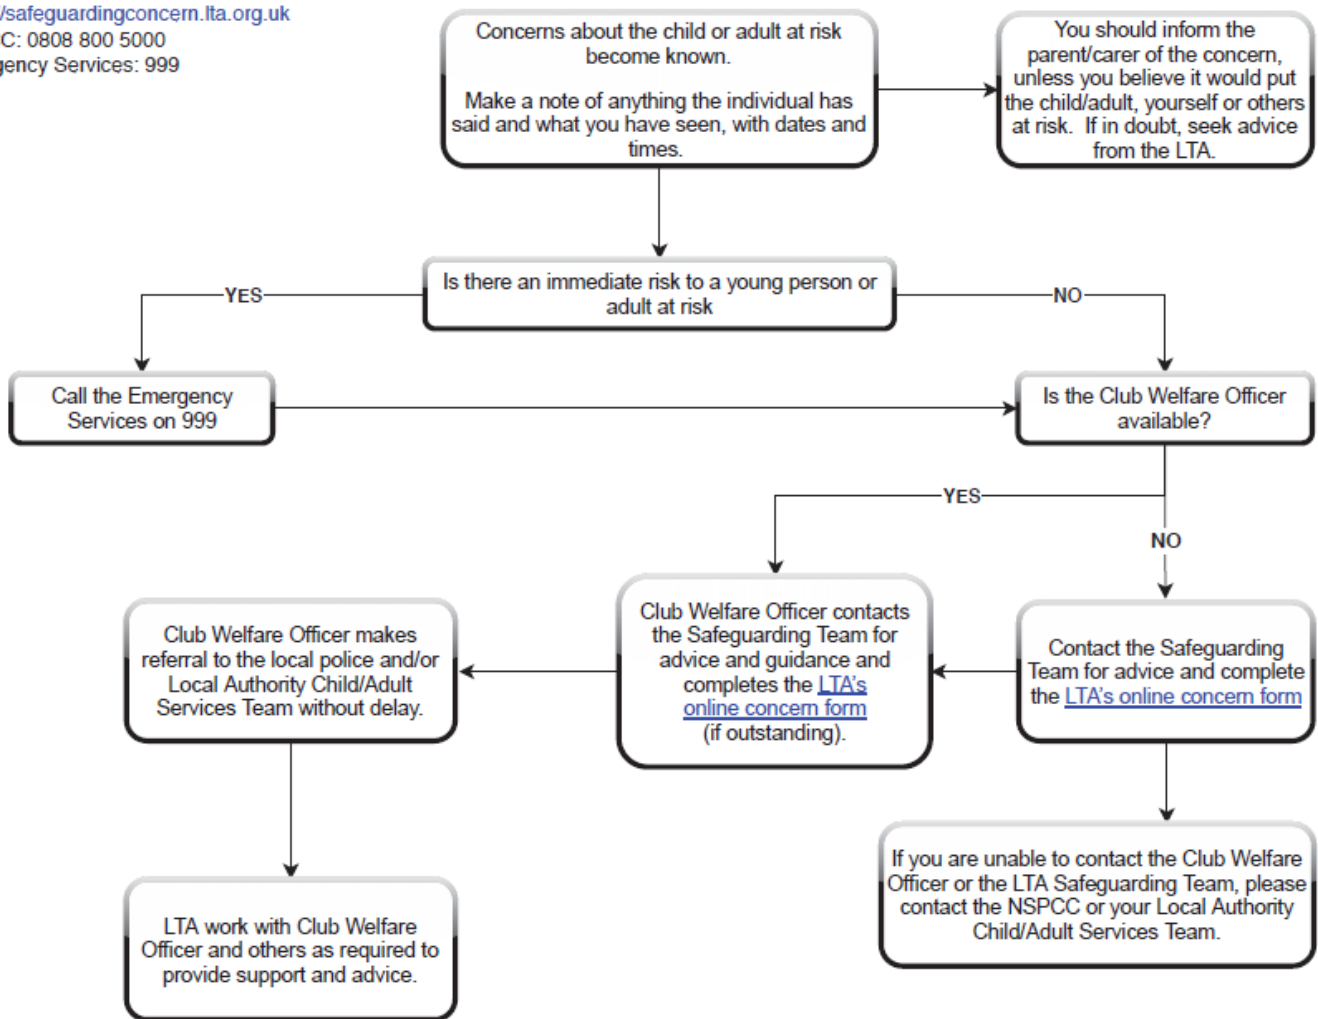 /safeguardingconcern.lta.org.uk
C: 0808 800 5000
gency Services: 999
Concerns about the child or adult at risk
become known.
Make a note of anything the individual has
said and what you have seen, with dates and
times.
You should inform the
parent/carer of the concern,
unless you believe it would put
the child/adult, yourself or others
at risk. If in doubt, seek advice
from the LTA.
Is there an immediate risk to a young person or
adult at risk
YES
NO
Call the Emergency
Services on 999
Is the Club Welfare Officer
available?
YES
NO
Club Welfare Officer makes
referral to the local police and/or
Local Authority Child/Adult
Services Team without delay.
Club Welfare Officer contacts
the Safeguarding Team for
advice and guidance and
completes the LTA's
online concern form
(if outstanding).
Contact the Safeguarding
Team for advice and complete
the LTA's online concern form
LTA work with Club Welfare
Officer and others as required to
provide support and advice.
If you are unable to contact the Club Welfare
Officer or the LTA Safeguarding Team, please
contact the NSPCC or your Local Authority
Child/Adult Services Team.